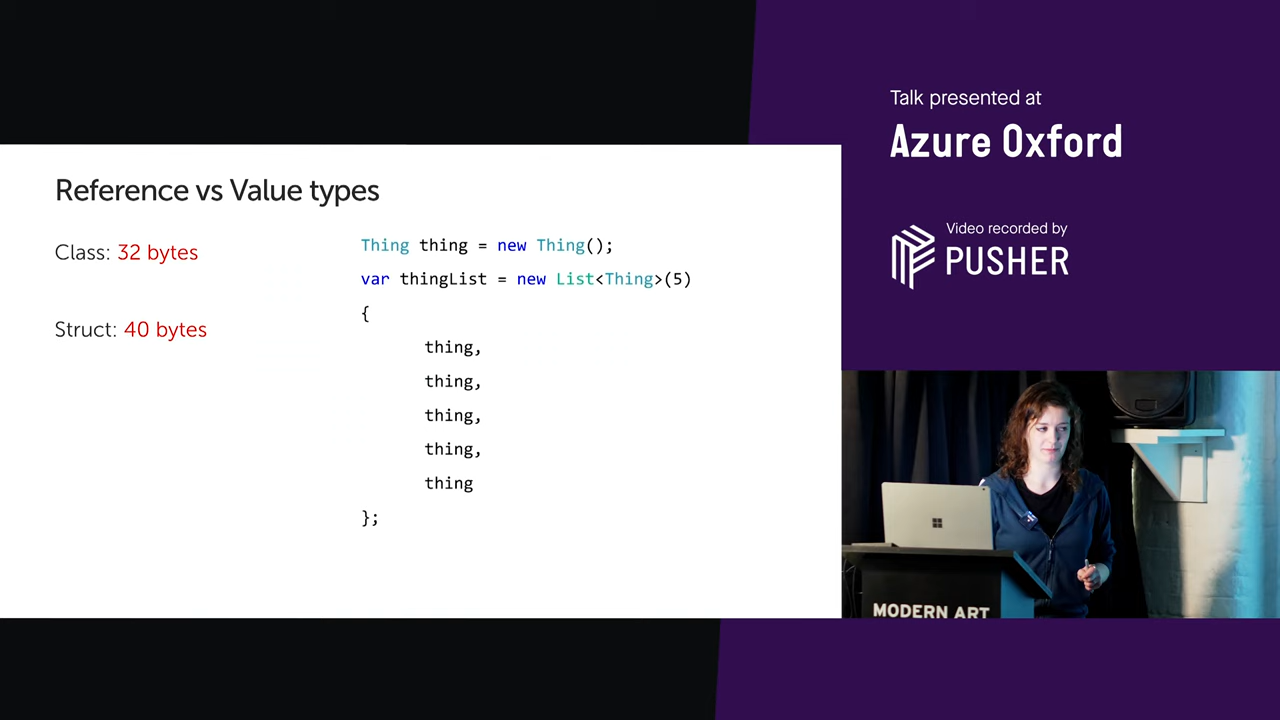 Talk presented at
Azure Oxford
Video recorded by
PUSHER
Reference vs Value types
Class: 32 bytes
Struct: 40 bytes
Thing thing = new Thing();
var thingList = new List<Thing>(5)
{
thing,
thing,
thing,
thing,
thing
};
MODERN ART